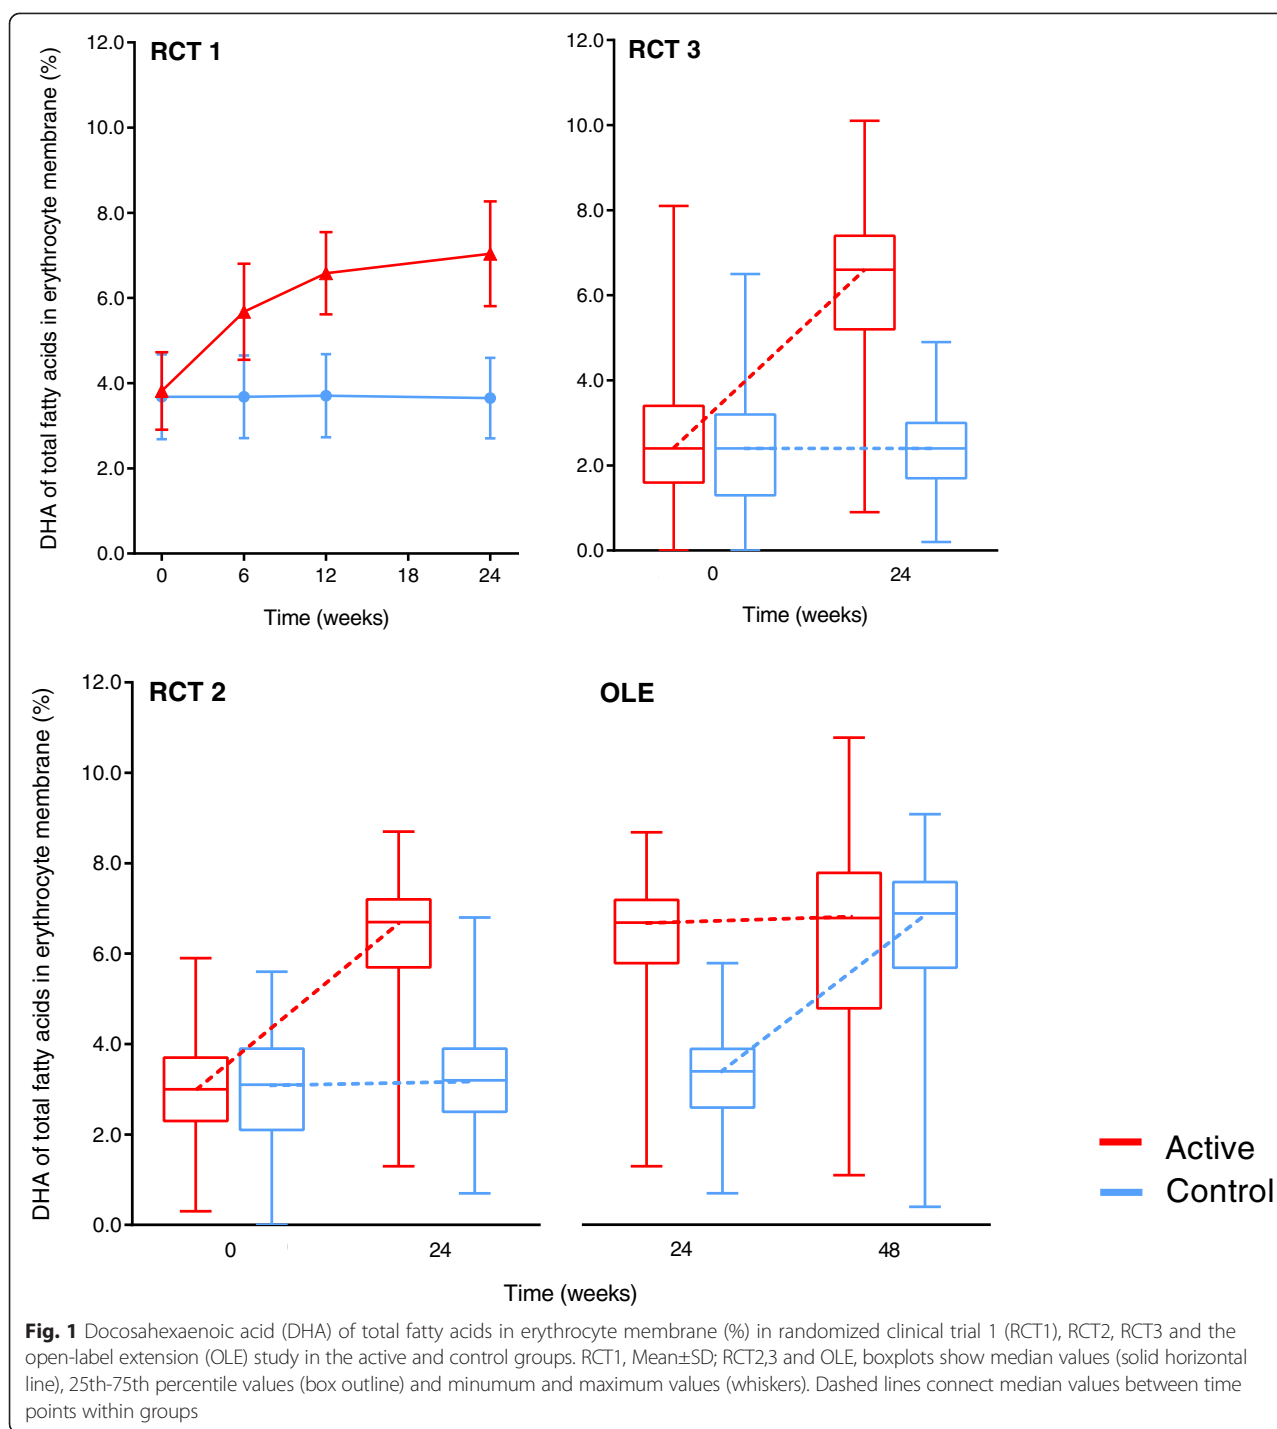 RCT 1
DHA of total fatty acids in erythrocyte membrane (%)
12.0
10.0
8.0
6.0
4.0
2.0
0.0
0 6 12 18 24
Time (weeks)
RCT 3
12.0
10.0
8.0
6.0
4.0
2.0
0.0
0 24
Time (weeks)
RCT 2
DHA of total fatty acids in erythrocyte membrane (%)
12.0
10.0
8.0
6.0
4.0
2.0
0.0
0 24
OLE
24 48
Time (weeks)
Active
Control
Fig. 1 Docosahexaenoic acid (DHA) of total fatty acids in erythrocyte membrane (%) in randomized clinical trial 1 (RCT1), RCT2, RCT3 and the
open-label extension (OLE) study in the active and control groups. RCT1, Mean±SD; RCT2,3 and OLE, boxplots show median values (solid horizontal
line), 25th-75th percentile values (box outline) and minumum and maximum values (whiskers). Dashed lines connect median values between time
points within groups